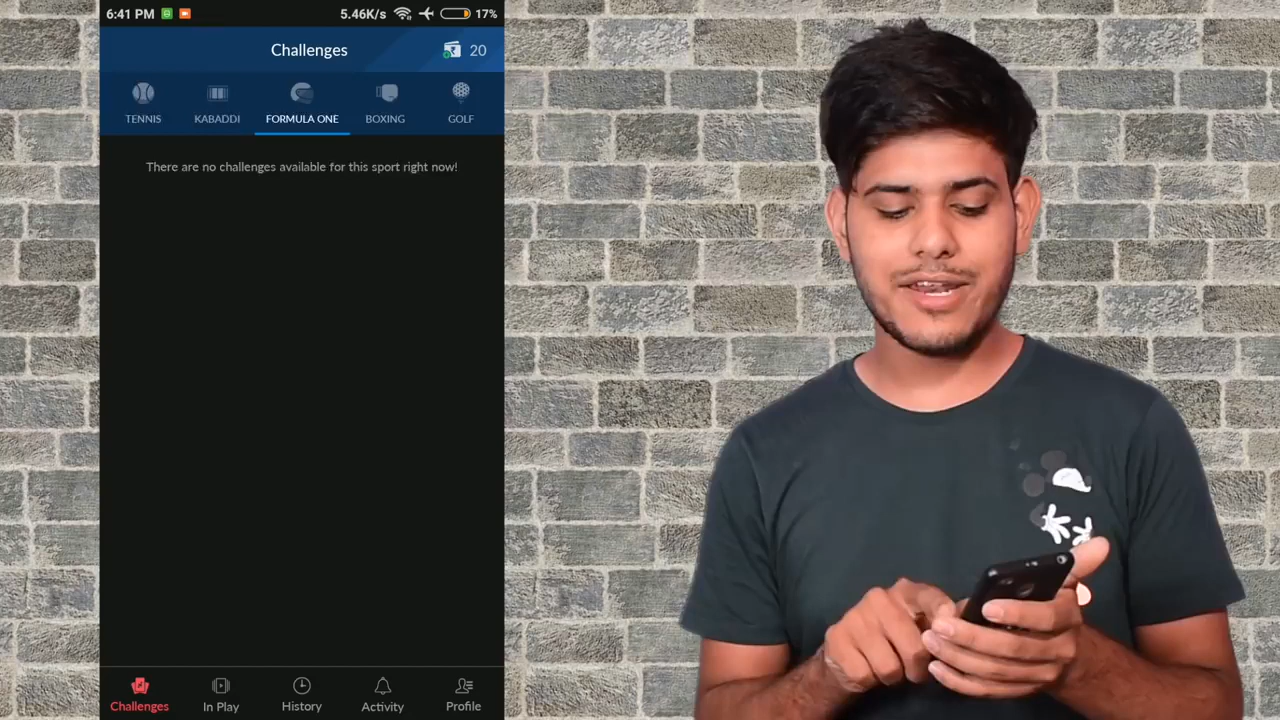 6:41 PM 5.46K/s 17%
Challenges 20
TENNIS KABADDI FORMULA ONE BOXING GOLF
There are no challenges available for this sport right now!
Challenges In Play History Activity Profile